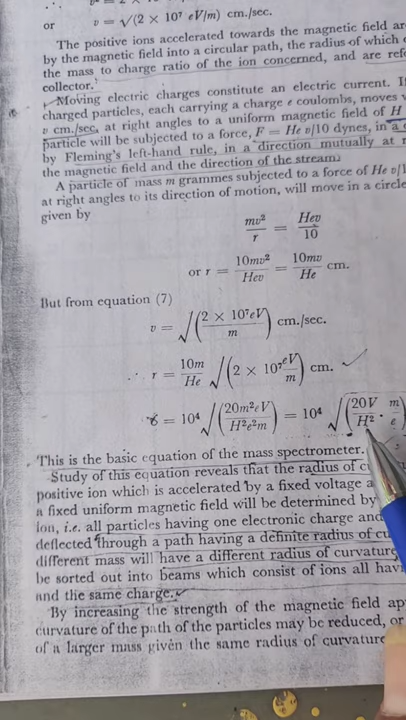 or v = √(2 × 10⁷ eV/m) cm./sec.
The positive ions accelerated towards the magnetic field ar
by the magnetic field into a circular path, the radius of which
the mass to charge ratio of the ion concerned, and are refo
collector.
Moving electric charges constitute an electric current. I
charged particles, each carrying a charge e coulombs, moves
v cm./sec, at right angles to a uniform magnetic field of H
particle will be subjected to a force, F = He v/10 dynes, in a
by Fleming's left-hand rule, in a direction mutually at r
the magnetic field and the direction of the stream.
A particle of mass m grammes subjected to a force of He v/1
at right angles to its direction of motion, will move in a circle
given by
mv²/r = Hev/10
or r = 10mv²/Hev = 10mv/He cm.
But from equation (7)
v = √(2 × 10⁷eV/m) cm./sec.
∴ r = 10m/He √(2 × 10⁷eV/m) cm.
= 10⁴ √(20m²eV/H²e²m) = 10⁴ √(20V/H² · m/e)
This is the basic equation of the mass spectrometer.
Study of this equation reveals that the radius of c
positive ion which is accelerated by a fixed voltage a
a fixed uniform magnetic field will be determined by
ion, i.e. all particles having one electronic charge and
deflected through a path having a definite radius of cu
different mass will have a different radius of curvature
be sorted out into beams which consist of ions all havi
and the same charge.
By increasing the strength of the magnetic field ap
curvature of the path of the particles may be reduced, or
of a larger mass given the same radius of curvature